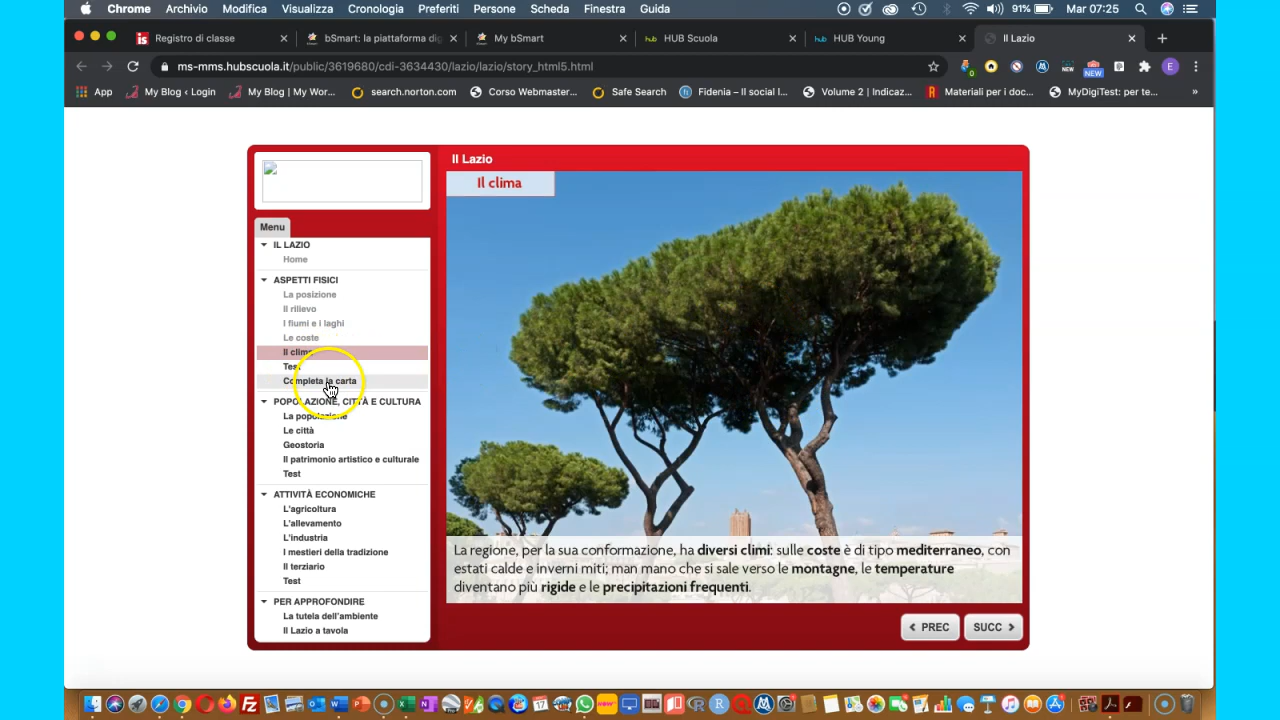 Chrome Archivio Modifica Visualizza Cronologia Preferiti Persone Scheda Finestra Guida 91% Mar 07:25
Registro di classe
bSmart: la piattaforma dig
My bSmart
HUB Scuola
HUB Young
Il Lazio
ms-mms.hubscuola.it/public/3619680/cdi-3634430/lazio/lazio/story_html5.html
App My Blog ‹ Login My Blog | My Wor... search.norton.com Corso Webmaster... Safe Search Fidenia – Il social l... Volume 2 | Indicaz... Materiali per i doc... MyDigiTest: per te... »
Il Lazio
Il clima
Menu
IL LAZIO
Home
ASPETTI FISICI
La posizione
Il rilievo
I fiumi e i laghi
Le coste
Il clima
Test
Completa la carta
POPOLAZIONE, CITTÀ E CULTURA
La popolazione
Le città
Geostoria
Il patrimonio artistico e culturale
Test
ATTIVITÀ ECONOMICHE
L'agricoltura
L'allevamento
L'industria
I mestieri della tradizione
Il terziario
Test
PER APPROFONDIRE
La tutela dell'ambiente
Il Lazio a tavola
La regione, per la sua conformazione, ha diversi climi: sulle coste è di tipo mediterraneo, con
estati calde e inverni miti; man mano che si sale verso le montagne, le temperature
diventano più rigide e le precipitazioni frequenti.
PREC
SUCC